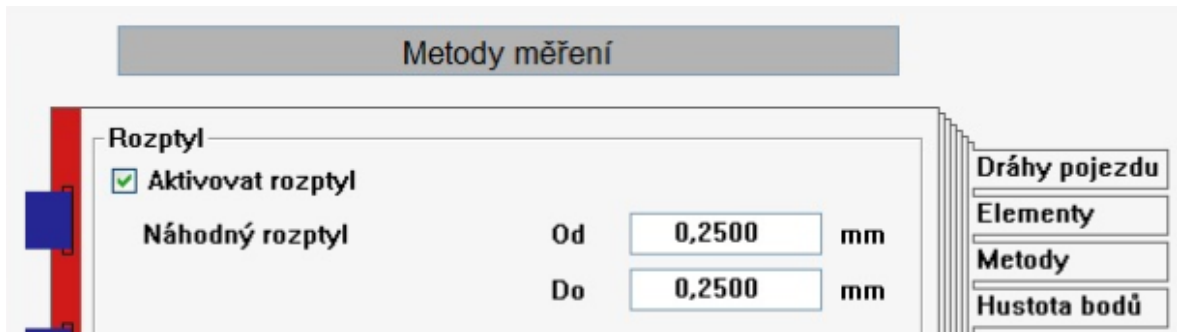 Metody měření
Rozptyl
Aktivovat rozptyl
Náhodný rozptyl Od 0,2500 mm
Do 0,2500 mm
Dráhy pojezdu
Elementy
Metody
Hustota bodů